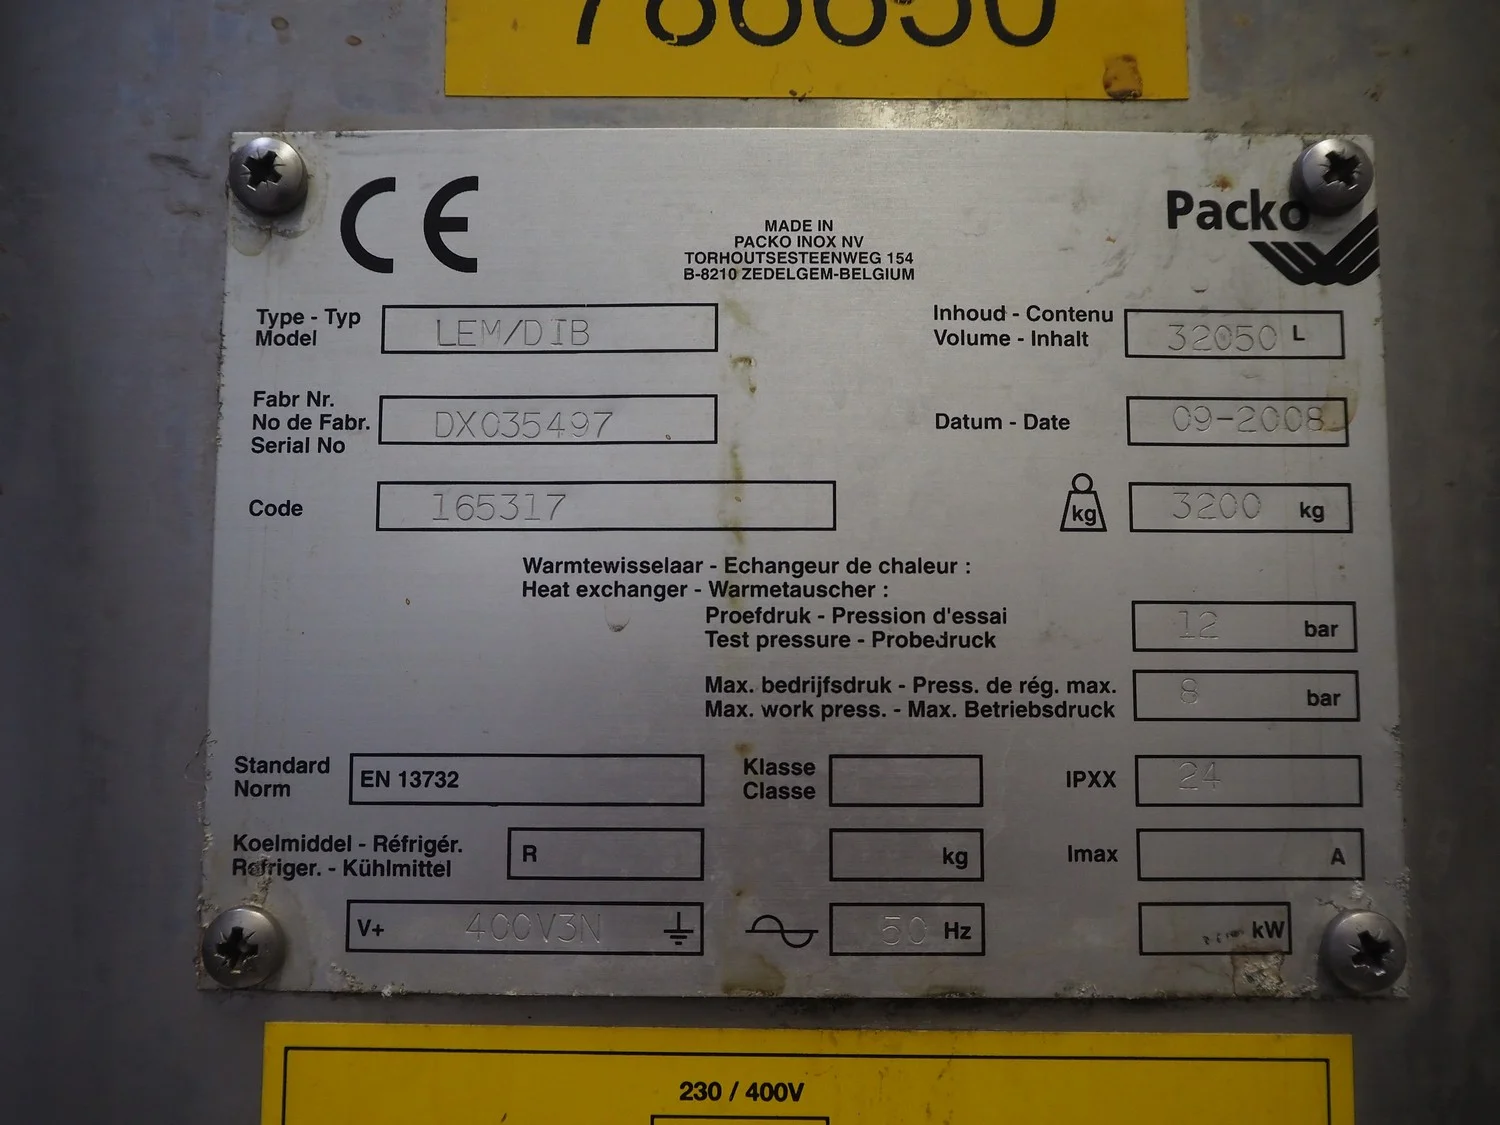 MADE IN
PACKO INOX NV
TORHOUTSESTEENWEG 154
B-8210 ZEDELGEM-BELGIUM
CE
Packo
Type - Typ
Model
LEM/DIB
Inhoud - Contenu
Volume - Inhalt
32050 L
Fabr Nr.
No de Fabr.
Serial No
DX035497
Datum - Date
09-2008
Code
165317
kg
3200 kg
Warmtewisselaar - Echangeur de chaleur :
Heat exchanger - Warmetauscher :
Proefdruk - Pression d'essai
Test pressure - Probedruck
12 bar
Max. bedrijfsdruk - Press. de rég. max.
Max. work press. - Max. Betriebsdruck
8 bar
Standard
Norm
EN 13732
Klasse
Classe
IPXX
24
Koelmiddel - Réfrigér.
Refriger. - Kühlmittel
R
kg
Imax
A
V+ 400V3N
50 Hz
kW
230 / 400V